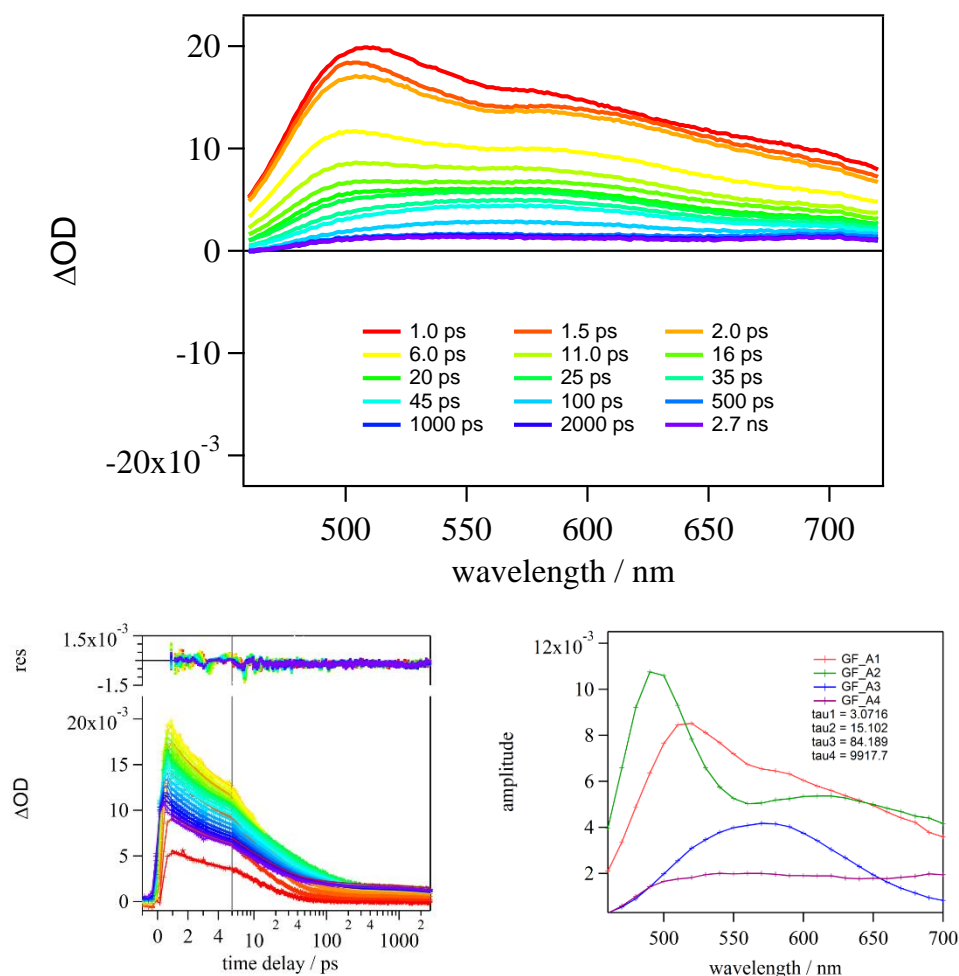 20
10
0
-10
-20x10-3
ΔOD
1.0 ps 1.5 ps 2.0 ps
6.0 ps 11.0 ps 16 ps
20 ps 25 ps 35 ps
45 ps 100 ps 500 ps
1000 ps 2000 ps 2.7 ns
500 550 600 650 700
wavelength / nm
1.5x10-3
res
-1.5
20x10-3
15
10
5
0
ΔOD
0 2 4 10 2 4 100 2 4 1000 2
time delay / ps
12x10-3
10
8
6
4
2
amplitude
GF_A1
GF_A2
GF_A3
GF_A4
tau1 = 3.0716
tau2 = 15.102
tau3 = 84.189
tau4 = 9917.7
500 550 600 650 700
wavelength / nm